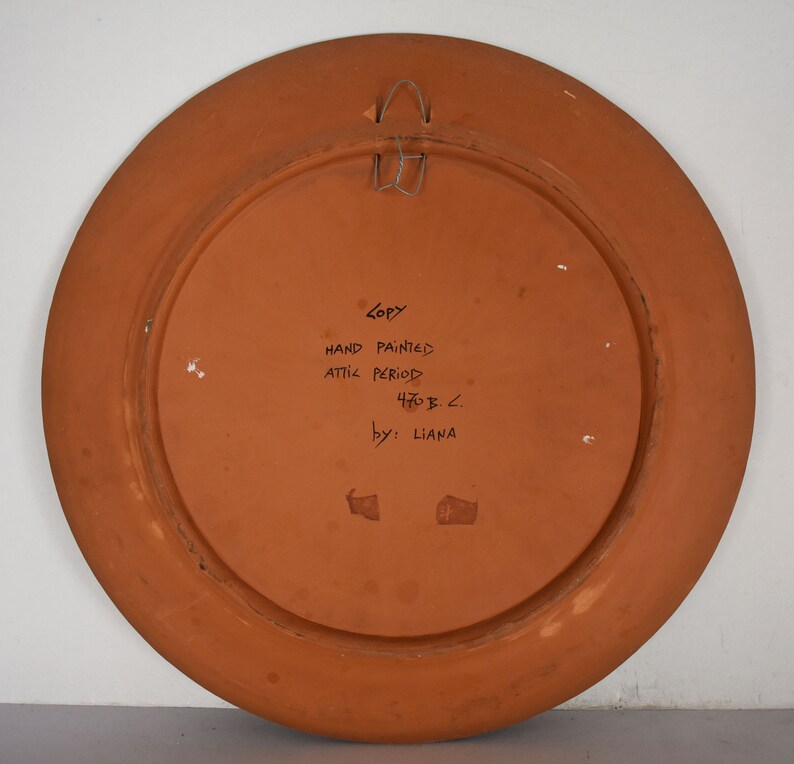 COPY
HAND PAINTED
ATTIC PERIOD
470 B.C.
by: LIANA